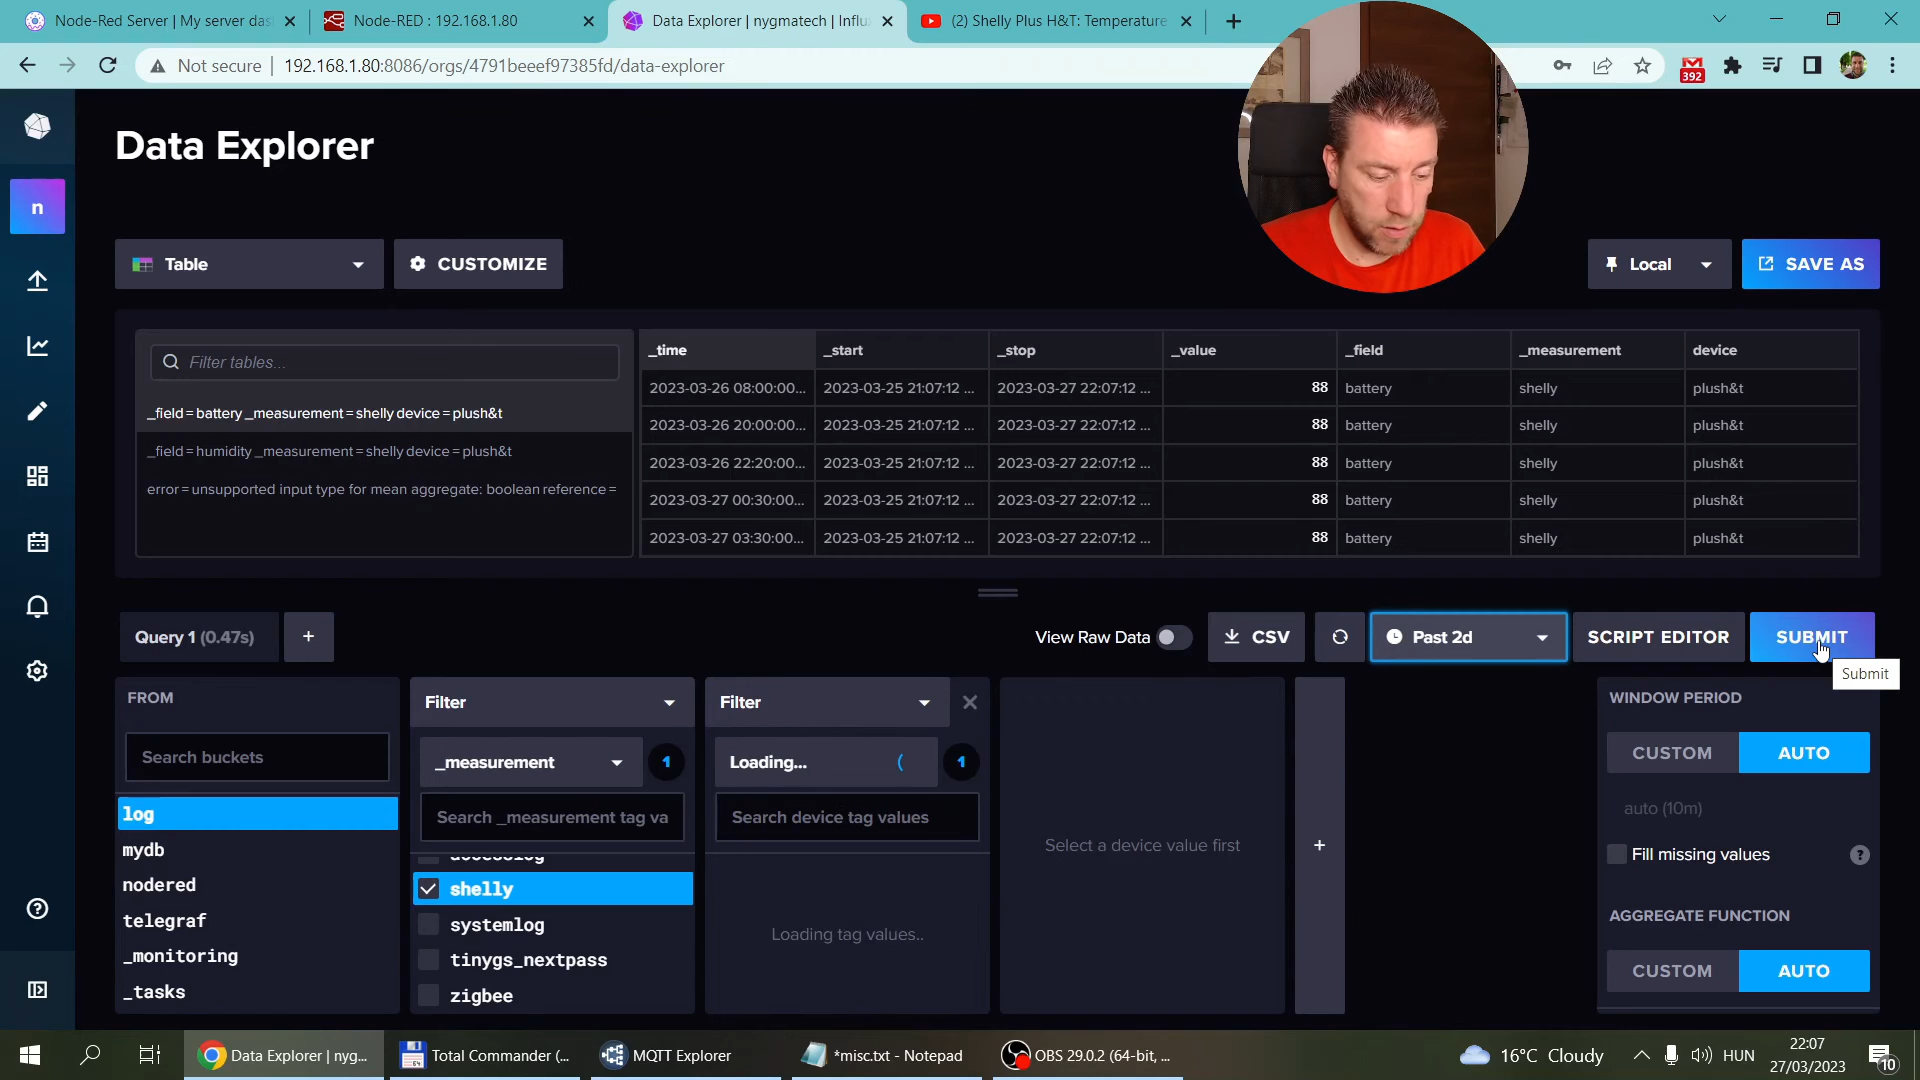 Node-Red Server | My server das
Node-RED : 192.168.1.80
Data Explorer | nygmatech | Influ
(2) Shelly Plus H&T: Temperature
Not secure
192.168.1.80:8086/orgs/4791beeef97385fd/data-explorer
392
n
Data Explorer
Table
CUSTOMIZE
Local
SAVE AS
Filter tables...
_field=battery _measurement=shelly device=plush&t
_field=humidity _measurement=shelly device=plush&t
error=unsupported input type for mean aggregate: boolean reference=
_time _start _stop _value _field _measurement device
2023-03-26 08:00:00... 2023-03-25 21:07:12 ... 2023-03-27 22:07:12 ... 88 battery shelly plush&t
2023-03-26 20:00:00... 2023-03-25 21:07:12 ... 2023-03-27 22:07:12 ... 88 battery shelly plush&t
2023-03-26 22:20:00... 2023-03-25 21:07:12 ... 2023-03-27 22:07:12 ... 88 battery shelly plush&t
2023-03-27 00:30:00... 2023-03-25 21:07:12 ... 2023-03-27 22:07:12 ... 88 battery shelly plush&t
2023-03-27 03:30:00... 2023-03-25 21:07:12 ... 2023-03-27 22:07:12 ... 88 battery shelly plush&t
Query 1 (0.47s)
+
View Raw Data
CSV
Past 2d
SCRIPT EDITOR
SUBMIT
Submit
FROM
Search buckets
log
mydb
nodered
telegraf
_monitoring
_tasks
Filter
_measurement
1
Search _measurement tag va
shelly
systemlog
tinygs_nextpass
zigbee
Filter
Loading...
1
Search device tag values
Loading tag values..
Select a device value first
+
WINDOW PERIOD
CUSTOM
AUTO
auto (10m)
Fill missing values
?
AGGREGATE FUNCTION
CUSTOM
AUTO
Data Explorer | nyg...
Total Commander (...
MQTT Explorer
*misc.txt - Notepad
OBS 29.0.2 (64-bit, ...
16°C Cloudy
HUN
22:07
27/03/2023
10